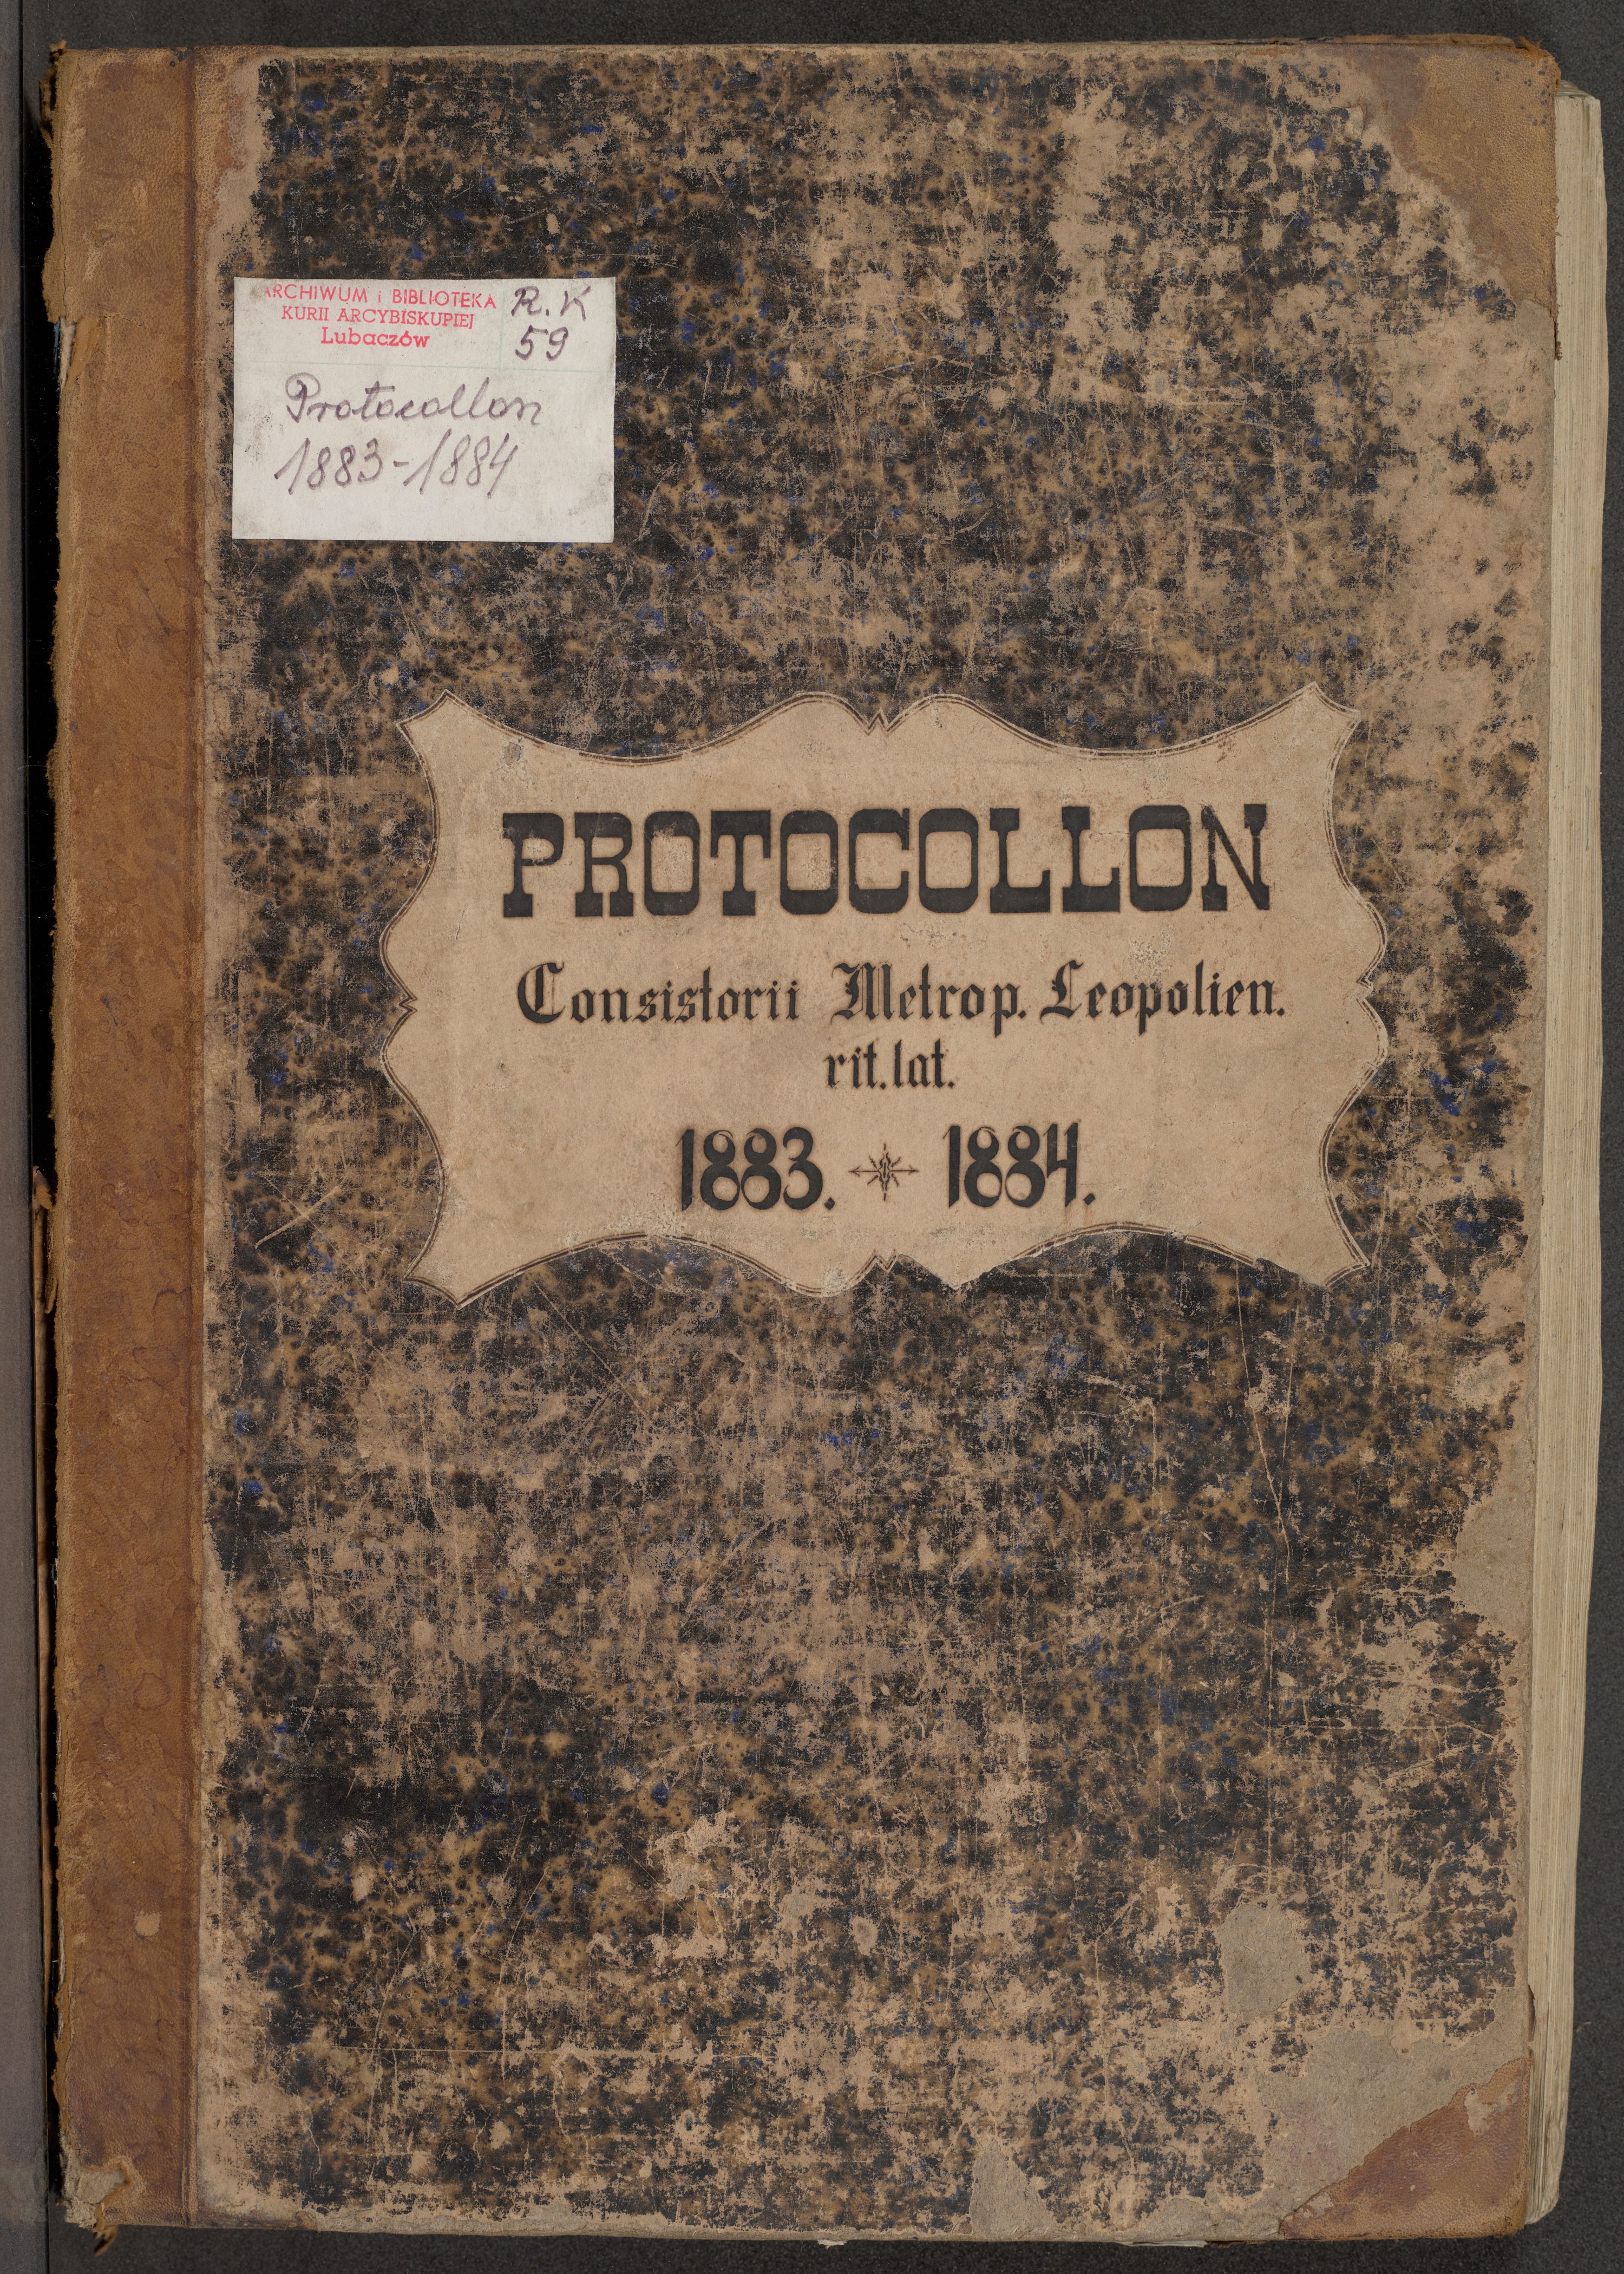 ARCHIWUM i BIBLIOTEKA
KURII ARCYBISKUPIEJ
Lubaczów
R.K
59
Protocollon
1883-1884
PROTOCOLLON
Consistorii Metrop. Leopolien.
rit. lat.
1883. 1884.